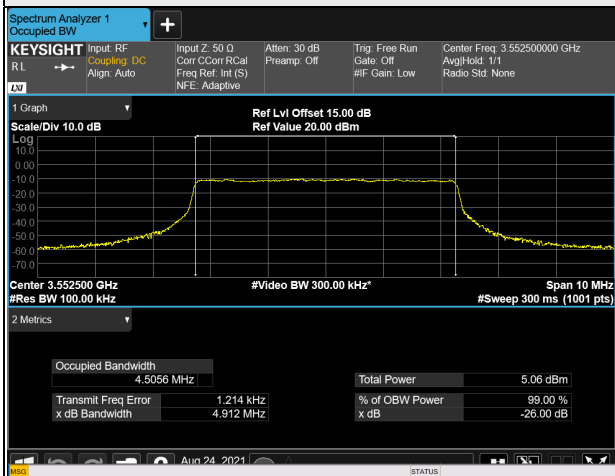 Spectrum Analyzer 1
Occupied BW
+
KEYSIGHT
RL
LXI
Input: RF
Coupling: DC
Align: Auto
Input Z: 50 Ω
Corr CCorr RCal
Freq Ref: Int (S)
NFE: Adaptive
Atten: 30 dB
Preamp: Off
Trig: Free Run
Gate: Off
#IF Gain: Low
Center Freq: 3.552500000 GHz
Avg|Hold: 1/1
Radio Std: None
1 Graph
Scale/Div 10.0 dB
Ref Lvl Offset 15.00 dB
Ref Value 20.00 dBm
Log
10.0
0.00
-10.0
-20.0
-30.0
-40.0
-50.0
-60.0
-70.0
Center 3.552500 GHz
#Video BW 300.00 kHz*
Span 10 MHz
#Res BW 100.00 kHz
#Sweep 300 ms (1001 pts)
2 Metrics
Occupied Bandwidth
4.5056 MHz
Total Power 5.06 dBm
Transmit Freq Error 1.214 kHz
% of OBW Power 99.00 %
x dB Bandwidth 4.912 MHz
x dB -26.00 dB
Aug 24, 2021
MSG
STATUS